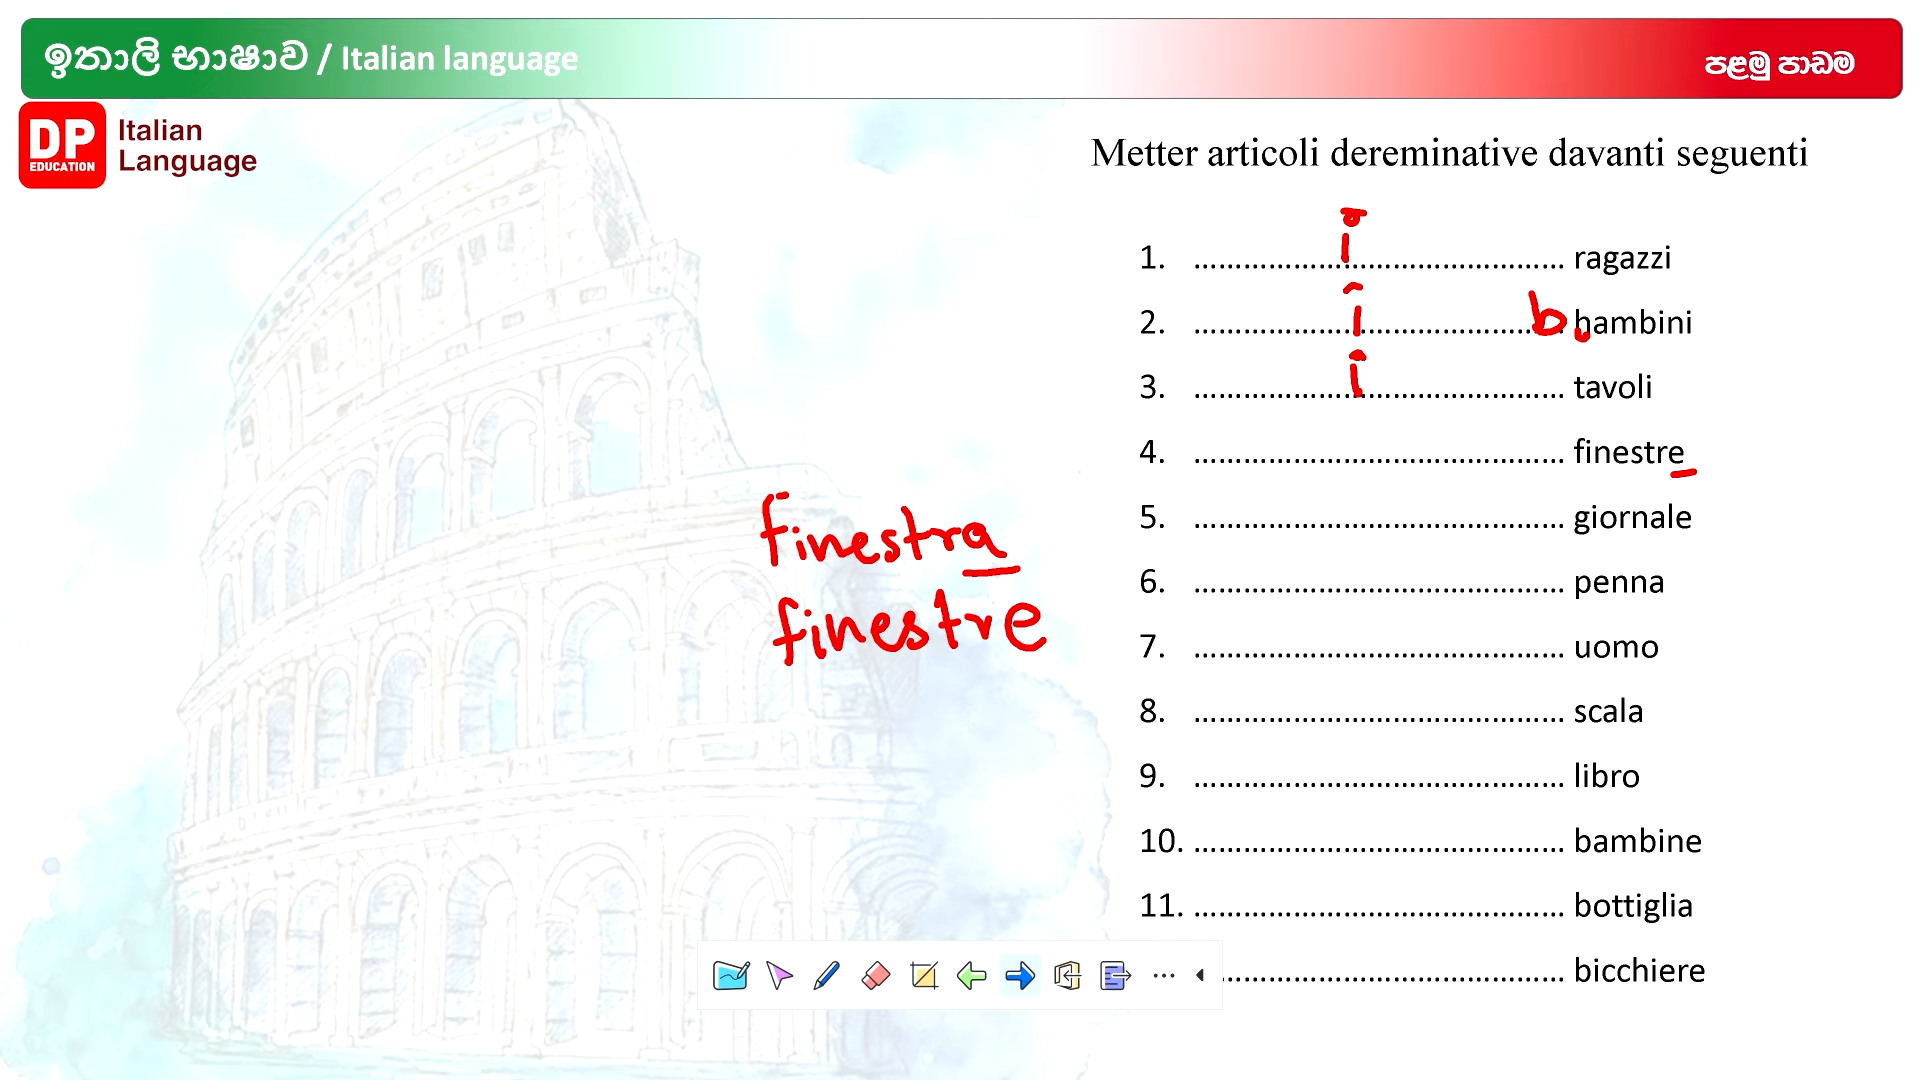 ඉතාලි භාෂාව / Italian language
පළමු පාඩම
DP
EDUCATION
Italian
Language
Metter articoli dereminative davanti seguenti
i
1. ............................................. ragazzi
i
2. ............................................. b hambini
i
3. ............................................. tavoli
4. ............................................. finestre
finestra
5. ............................................. giornale
6. ............................................. penna
finestre
7. ............................................. uomo
8. ............................................. scala
9. ............................................. libro
10. ............................................. bambine
11. ............................................. bottiglia
............................................. bicchiere